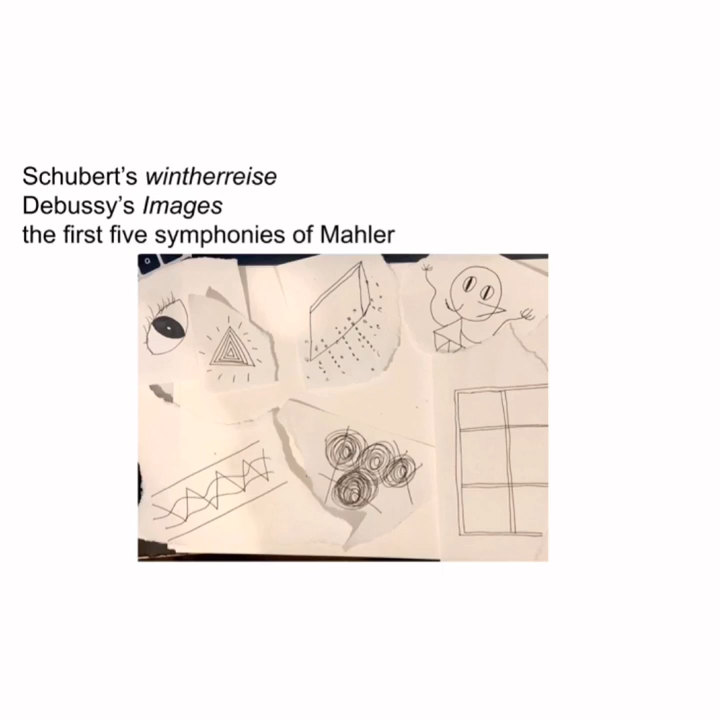 Schubert's wintherreise
Debussy's Images
the first five symphonies of Mahler